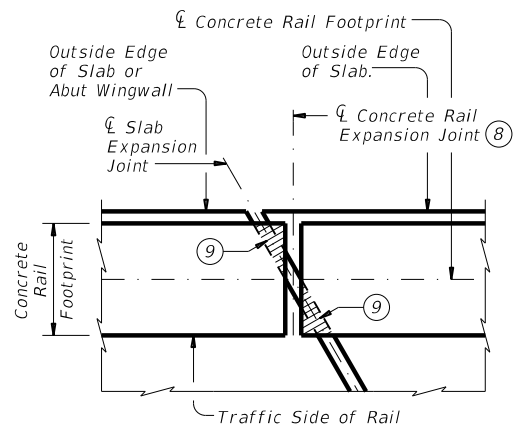 ℄ Concrete Rail Footprint
Outside Edge
of Slab or
Abut Wingwall
Outside Edge
of Slab.
℄ Slab
Expansion
Joint
℄ Concrete Rail
Expansion Joint 8
9
9
Concrete
Rail
Footprint
Traffic Side of Rail